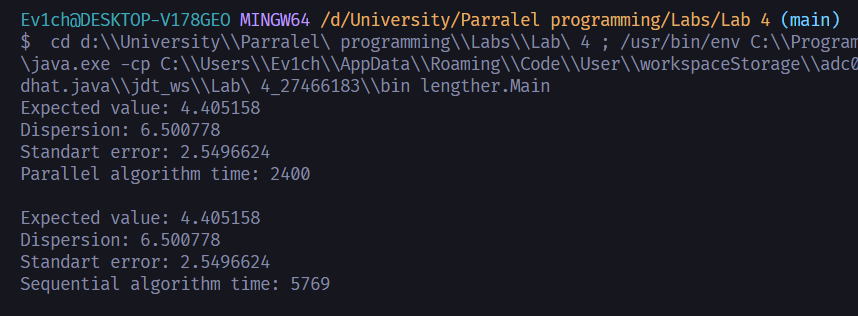 Ev1ch@DESKTOP-V178GEO MINGW64 /d/University/Parralel programming/Labs/Lab 4 (main)
$  cd d:\\University\\Parralel\ programming\\Labs\\Lab\ 4 ; /usr/bin/env C:\\Program
\java.exe -cp C:\\Users\\Ev1ch\\AppData\\Roaming\\Code\\User\\workspaceStorage\\adc0
dhat.java\\jdt_ws\\Lab\ 4_27466183\\bin lengther.Main
Expected value: 4.405158
Dispersion: 6.500778
Standart error: 2.5496624
Parallel algorithm time: 2400

Expected value: 4.405158
Dispersion: 6.500778
Standart error: 2.5496624
Sequential algorithm time: 5769